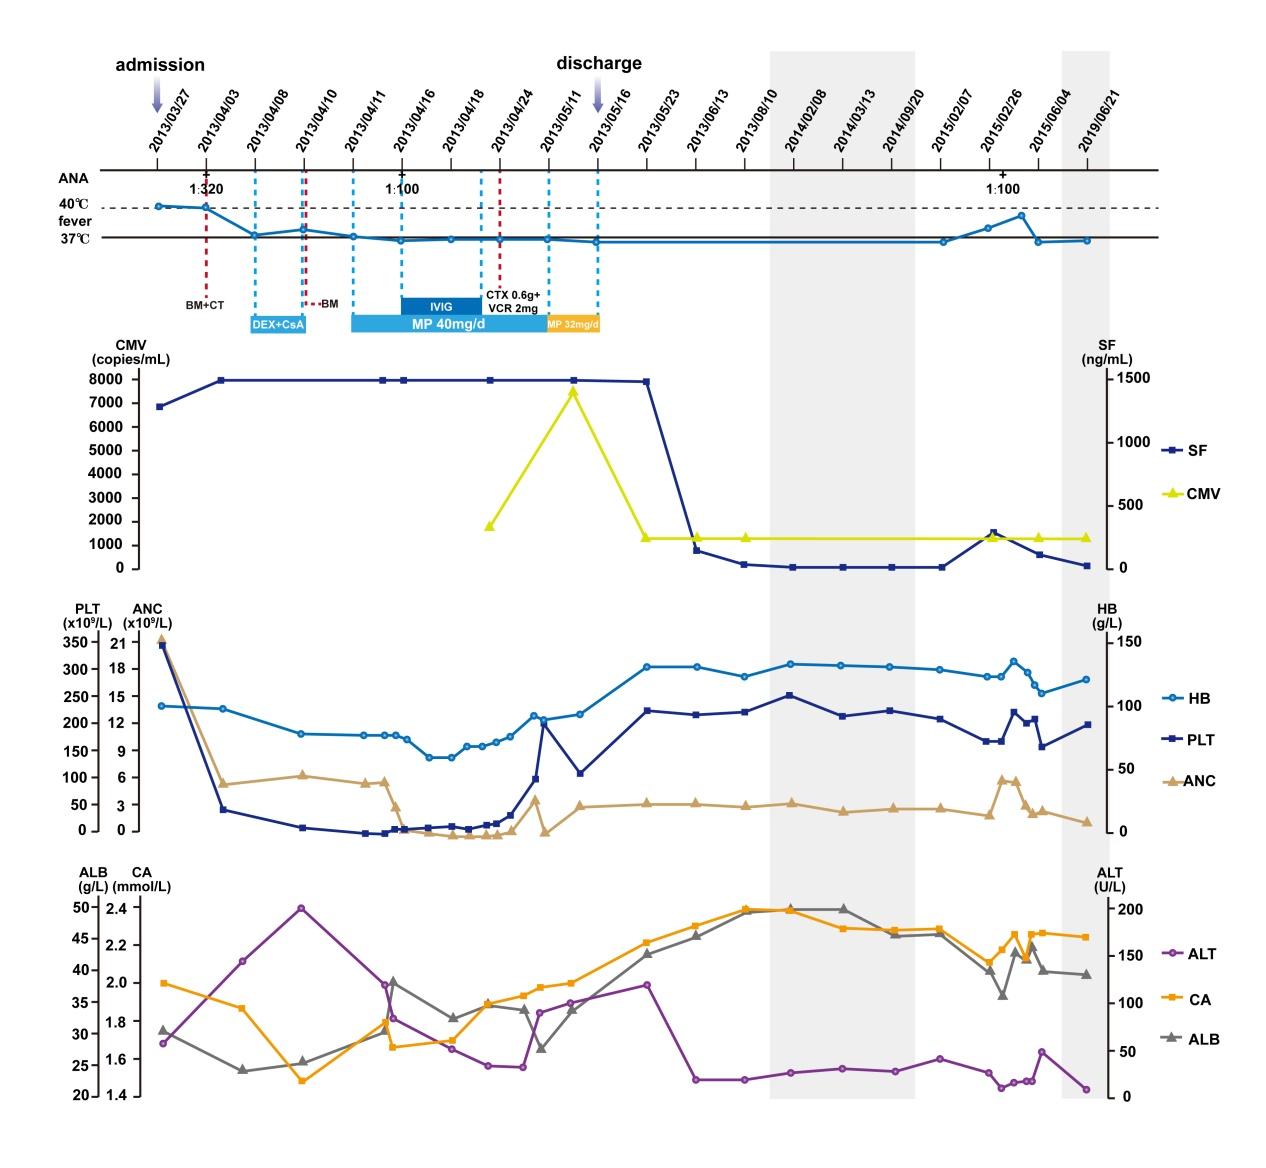 admission
discharge
2013/03/27
2013/04/03
2013/04/08
2013/04/10
2013/04/11
2013/04/16
2013/04/18
2013/04/24
2013/05/11
2013/05/16
2013/05/23
2013/06/13
2013/08/10
2014/02/08
2014/03/13
2014/09/20
2015/02/07
2015/02/26
2015/06/04
2019/06/21
ANA
+
+
+
1:320
1:100
1:100
40℃
fever
37℃
BM+CT
BM
IVIG
CTX 0.6g+
VCR 2mg
DEX+CsA
MP 40mg/d
MP 32mg/d
CMV
(copies/mL)
8000
7000
6000
5000
4000
3000
2000
1000
0
SF
(ng/mL)
1500
1000
500
0
SF
CMV
PLT
(x10⁹/L)
350
300
250
200
150
100
50
0
ANC
(x10⁹/L)
21
18
15
12
9
6
3
0
HB
(g/L)
150
100
50
0
HB
PLT
ANC
ALB
(g/L)
50
45
40
35
30
25
20
CA
(mmol/L)
2.4
2.2
2.0
1.8
1.6
1.4
ALT
(U/L)
200
150
100
50
0
ALT
CA
ALB